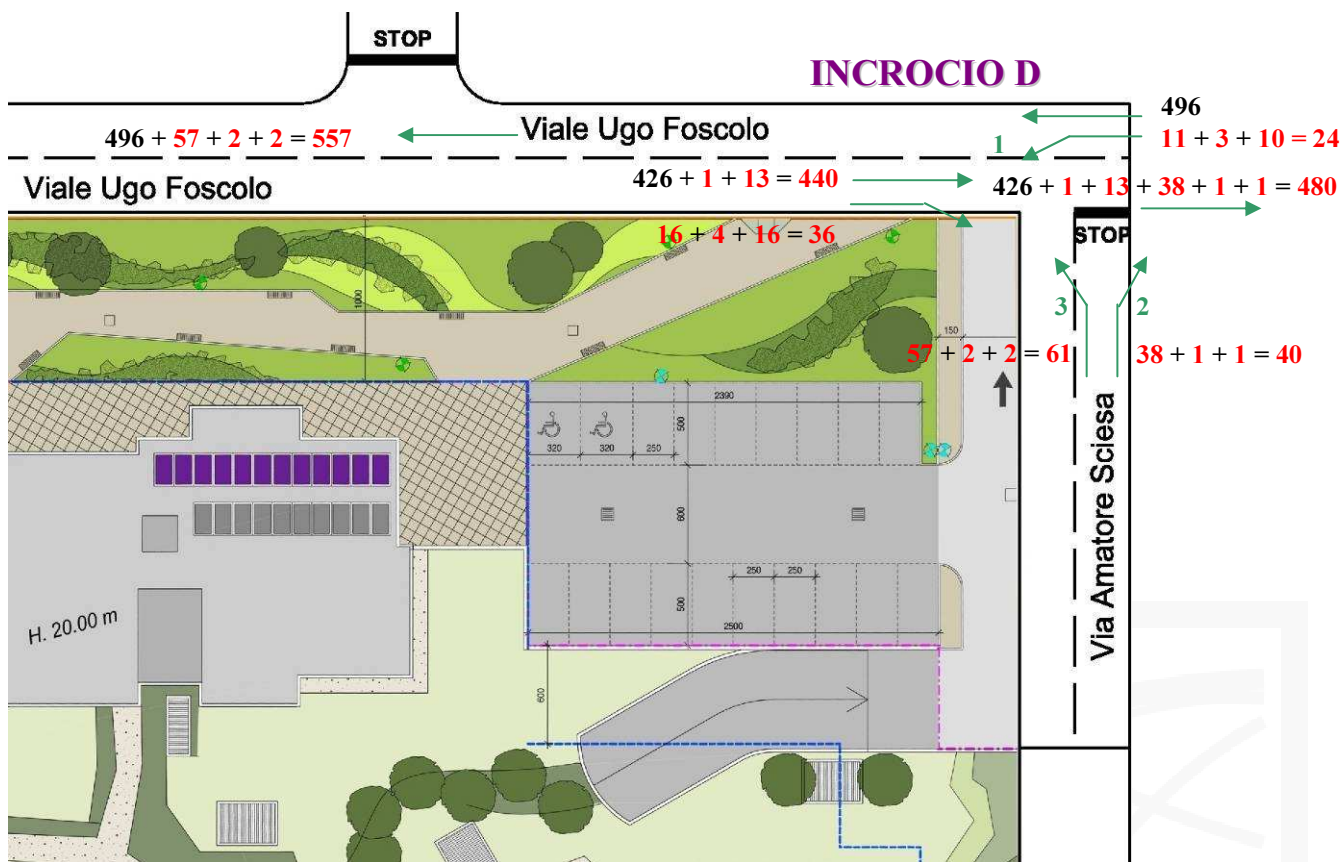 STOP
INCROCIO D
496
Viale Ugo Foscolo
496 + 57 + 2 + 2 = 557
1
11 + 3 + 10 = 24
Viale Ugo Foscolo
426 + 1 + 13 = 440
426 + 1 + 13 + 38 + 1 + 1 = 480
16 + 4 + 16 = 36
STOP
1000
3
2
150
57 + 2 + 2 = 61
38 + 1 + 1 = 40
2390
500
320
320
250
Via Amatore Sciesa
600
250
250
500
H. 20.00 m
2500
600